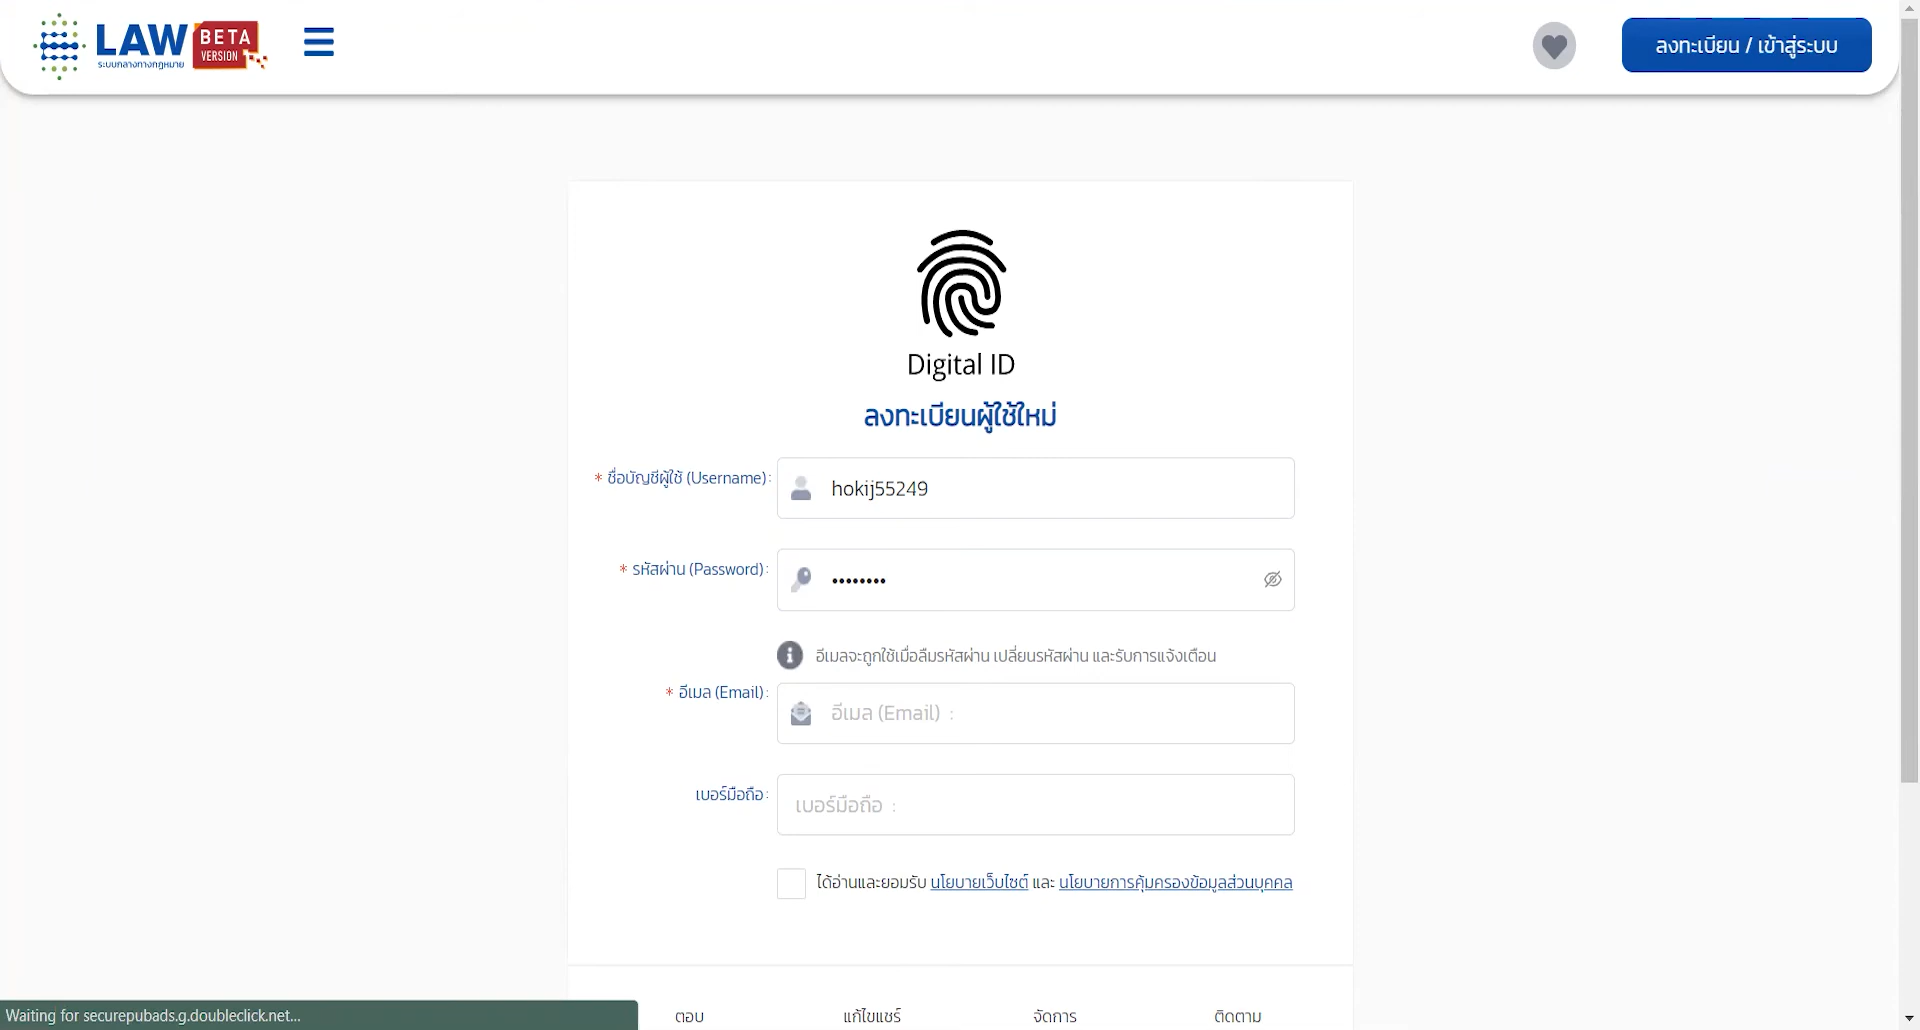 LAW BETA VERSION
ระบบกลางทางกฎหมาย
ลงทะเบียน / เข้าสู่ระบบ
Digital ID
ลงทะเบียนผู้ใช้ใหม่
* ชื่อบัญชีผู้ใช้ (Username): hokij55249
* รหัสผ่าน (Password): ••••••••
อีเมลจะถูกใช้เมื่อลืมรหัสผ่าน เปลี่ยนรหัสผ่าน และรับการแจ้งเตือน
* อีเมล (Email): อีเมล (Email) :
เบอร์มือถือ: เบอร์มือถือ :
ได้อ่านและยอมรับ นโยบายเว็บไซต์ และ นโยบายการคุ้มครองข้อมูลส่วนบุคคล
Waiting for securepubads.g.doubleclick.net...
ตอบ แก้ไขแชร์ จัดการ ติดตาม